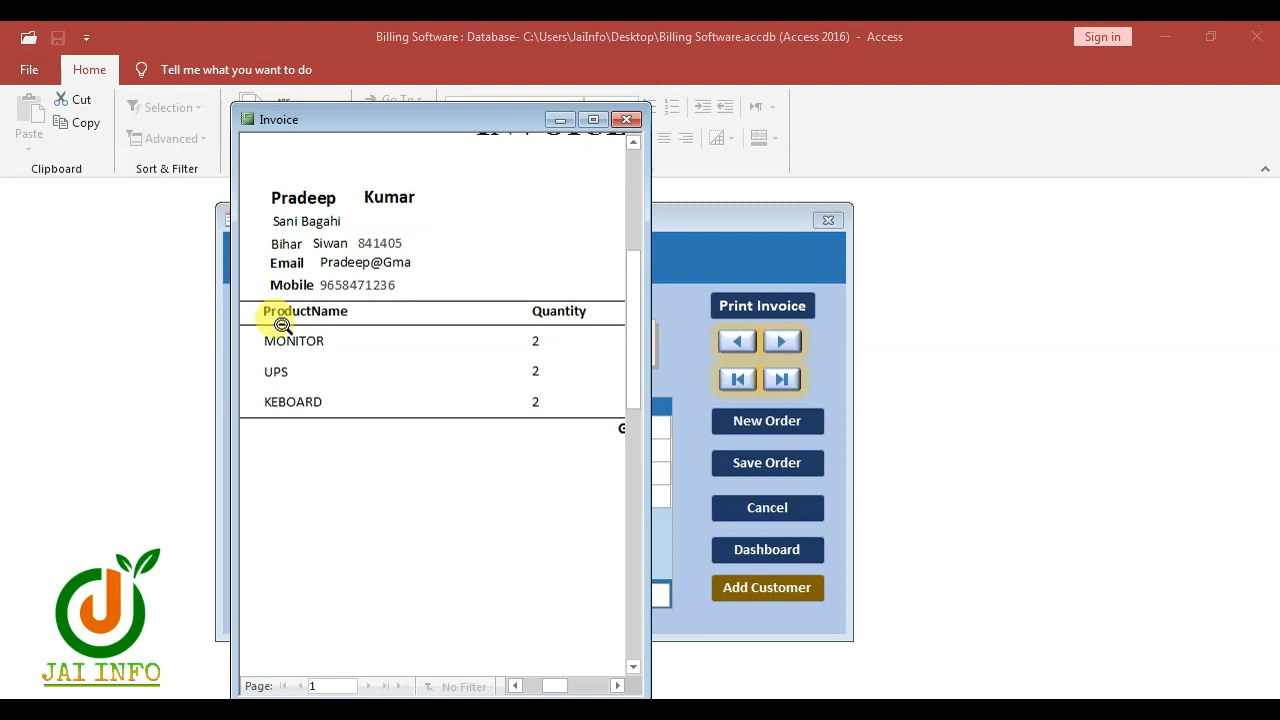 Billing Software : Database- C:\Users\JaiInfo\Desktop\Billing Software.accdb (Access 2016) - Access
Sign in
File
Home
Tell me what you want to do
Paste
Cut
Copy
Clipboard
Selection
Advanced
Sort & Filter
Go To
Invoice
INVOICE
Pradeep Kumar
Sani Bagahi
Bihar Siwan 841405
Email Pradeep@Gma
Mobile 9658471236
ProductName Quantity
MONITOR 2
UPS 2
KEBOARD 2
G
Page: 1 No Filter
Print Invoice
New Order
Save Order
Cancel
Dashboard
Add Customer
JAI INFO